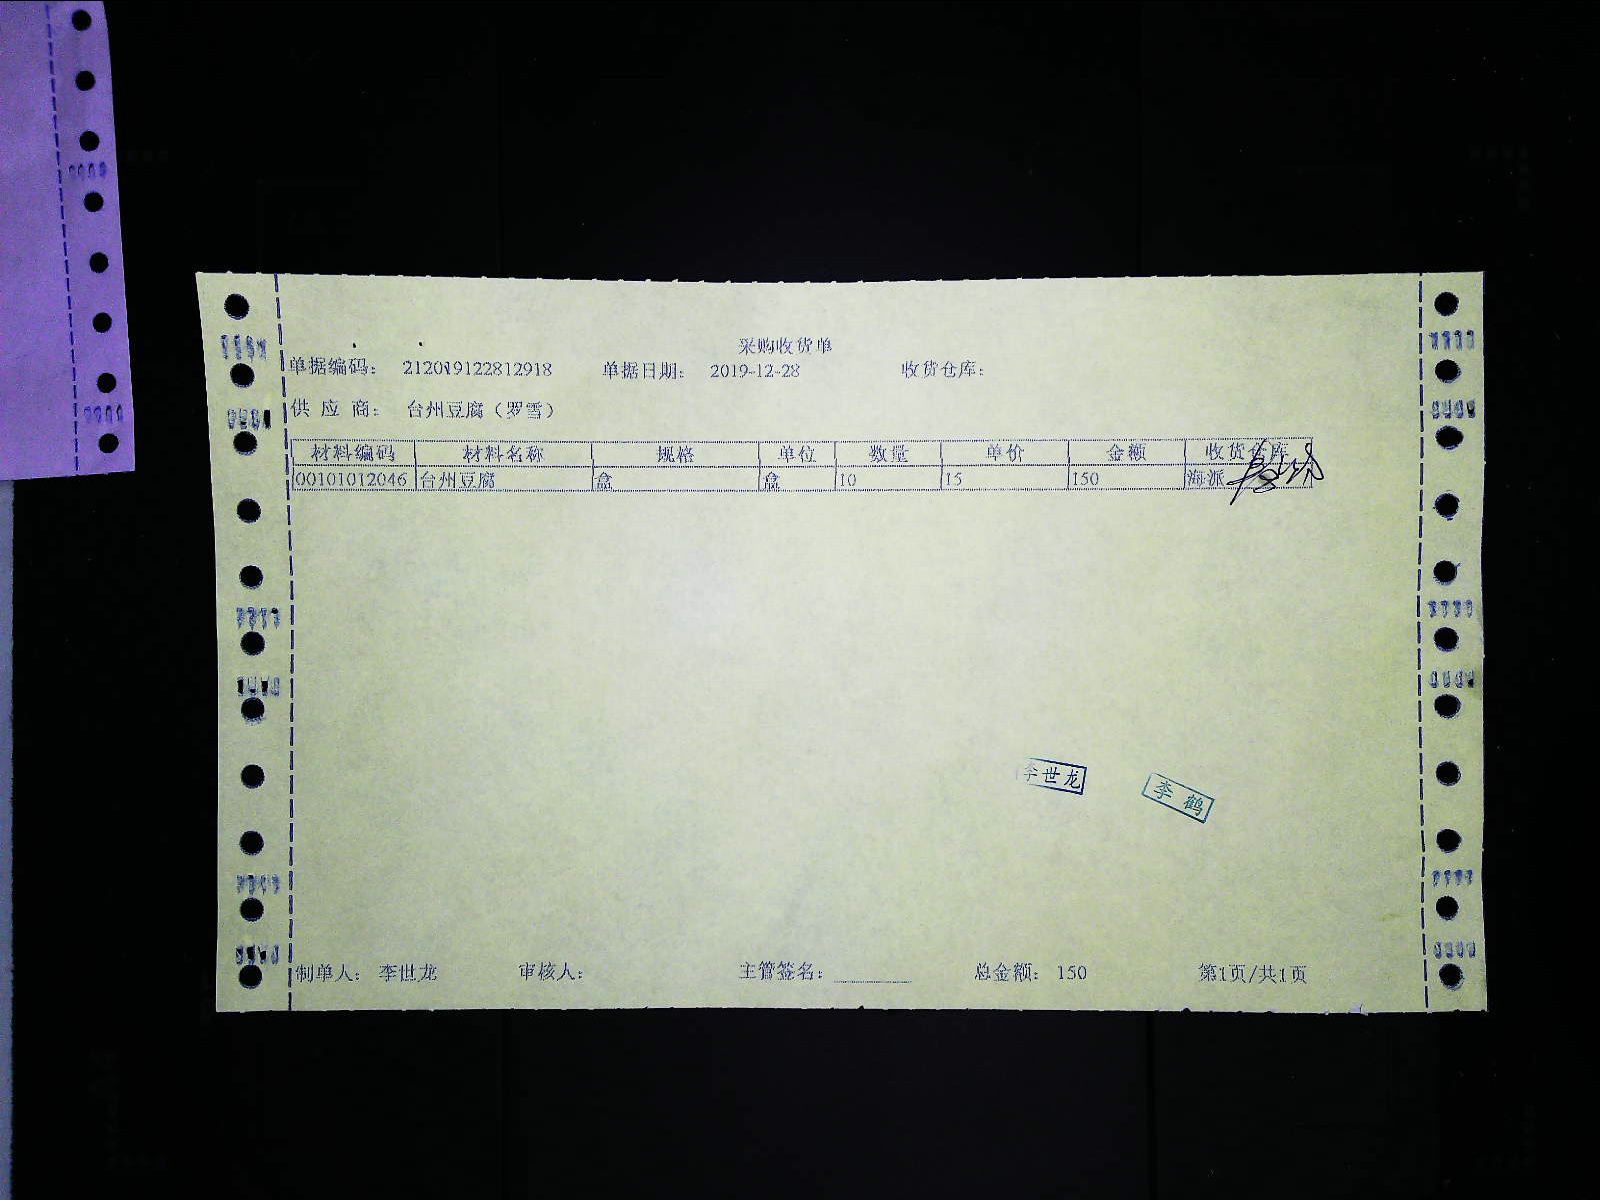 采购收货单
单据编码： 212019122812918 单据日期： 2019-12-28 收货仓库：
供 应 商： 台州豆腐（罗雪）
材料编码 材料名称 规格 单位 数量 单价 金额 收货仓库
00101012046 台州豆腐 盒 盒 10 15 150 海派
李世龙
李鹤
制单人： 李世龙 审核人： 主管签名： 总金额： 150 第1页/共1页